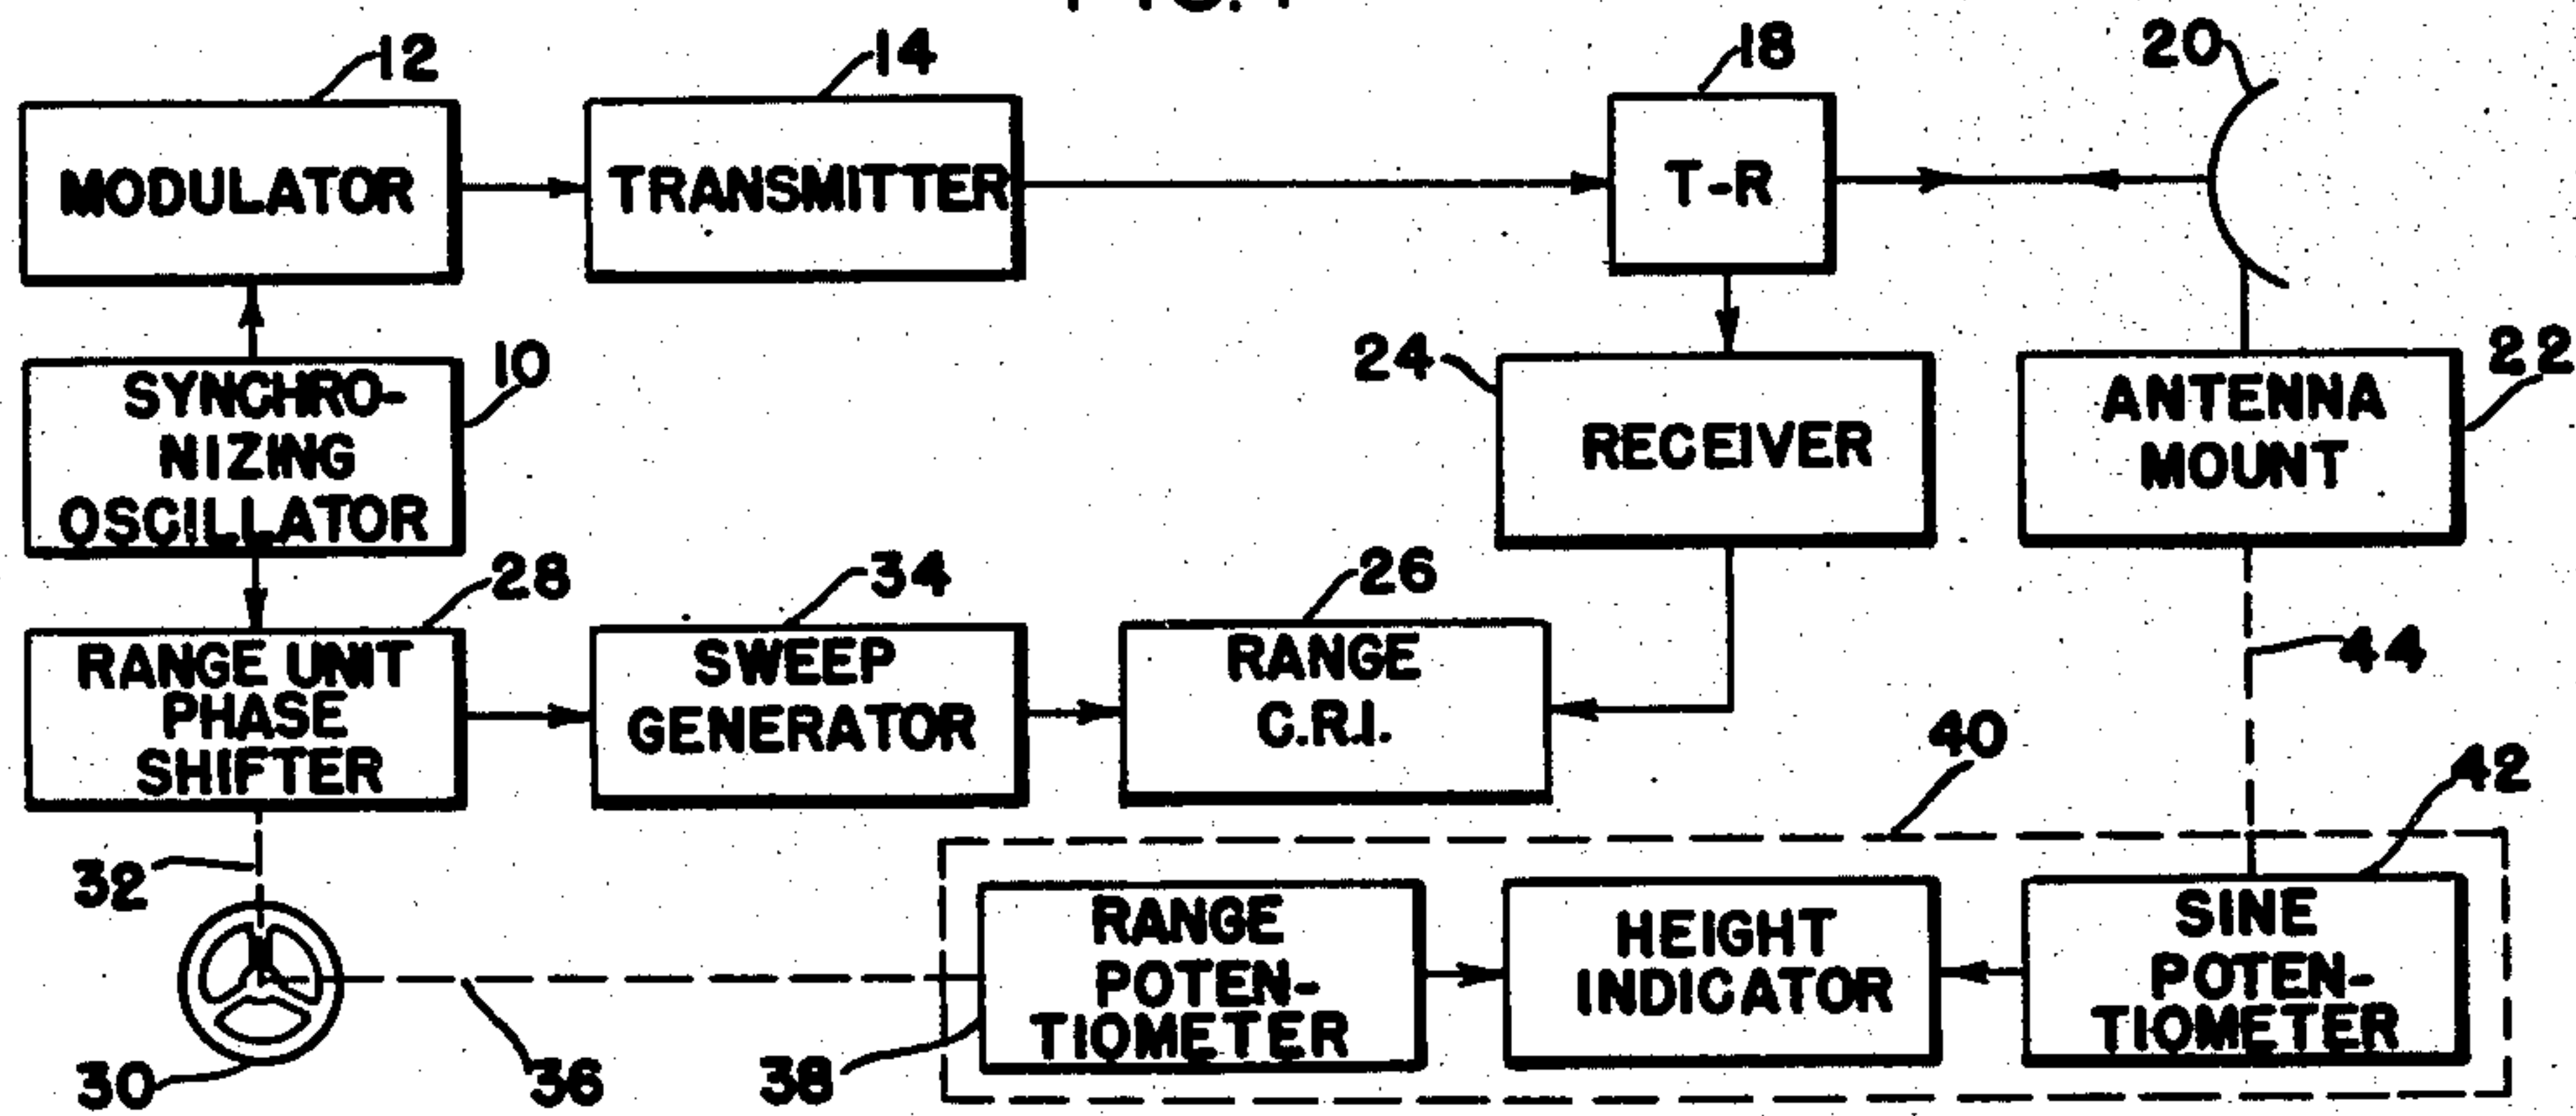 12
14
18
20
MODULATOR
TRANSMITTER
T-R
SYNCHRO-
NIZING
OSCILLATOR
10
24
RECEIVER
ANTENNA
MOUNT
22
28
34
26
44
RANGE UNIT
PHASE
SHIFTER
SWEEP
GENERATOR
RANGE
C.R.I.
40
42
32
30
36
38
RANGE
POTEN-
TIOMETER
HEIGHT
INDICATOR
SINE
POTEN-
TIOMETER